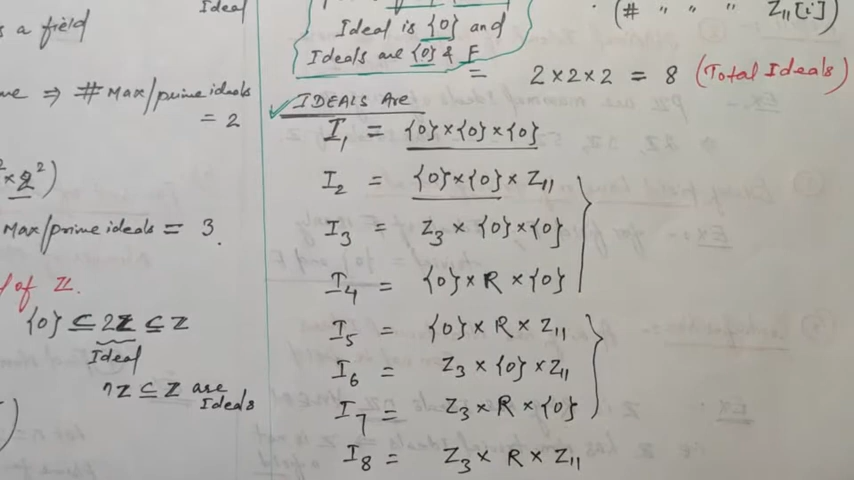 s a field
me ⇒ # Max/prime ideals
= 2
×2²)
Max/prime ideals = 3.
of Z.
{0} ⊆ 2Z ⊆ Z
Ideal
nZ ⊆ Z are
Ideals
Ideal
Ideal is {0} and
Ideals are {0} & F
(# " " " Z₁₁[i])
= 2×2×2 = 8 (Total Ideals)
✓ IDEALS Are
I₁ = {0}×{0}×{0}
I₂ = {0}×{0}×Z₁₁
I₃ = Z₃×{0}×{0}
I₄ = {0}×R×{0}
I₅ = {0}×R×Z₁₁
I₆ = Z₃×{0}×Z₁₁
I₇ = Z₃×R×{0}
I₈ = Z₃×R×Z₁₁